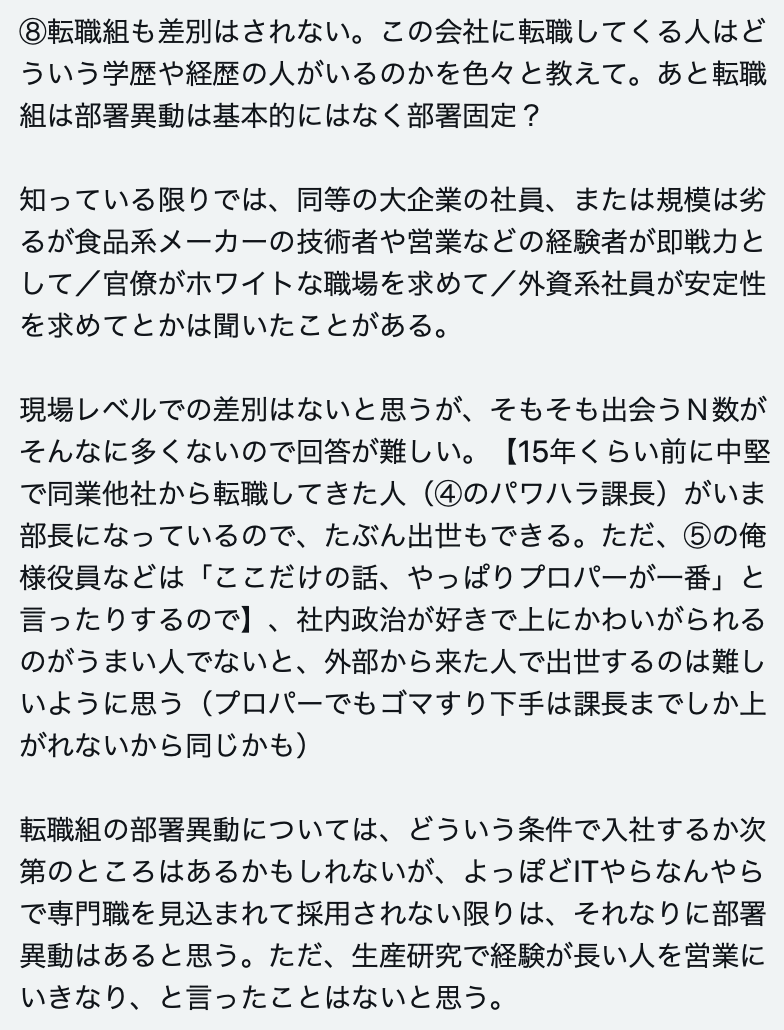 ⑧転職組も差別はされない。この会社に転職してくる人はど
ういう学歴や経歴の人がいるのかを色々と教えて。あと転職
組は部署異動は基本的にはなく部署固定？
知っている限りでは、同等の大企業の社員、または規模は劣
るが食品系メーカーの技術者や営業などの経験者が即戦力と
して／官僚がホワイトな職場を求めて／外資系社員が安定性
を求めてとかは聞いたことがある。
現場レベルでの差別はないと思うが、そもそも出会うＮ数が
そんなに多くないので回答が難しい。【15年くらい前に中堅
で同業他社から転職してきた人（④のパワハラ課長）がいま
部長になっているので、たぶん出世もできる。ただ、⑤の俺
様役員などは「ここだけの話、やっぱりプロパーが一番」と
言ったりするので】、社内政治が好きで上にかわいがられる
のがうまい人でないと、外部から来た人で出世するのは難し
いように思う（プロパーでもゴマすり下手は課長までしか上
がれないから同じかも）
転職組の部署異動については、どういう条件で入社するか次
第のところはあるかもしれないが、よっぽどITやらなんやら
で専門職を見込まれて採用されない限りは、それなりに部署
異動はあると思う。ただ、生産研究で経験が長い人を営業に
いきなり、と言ったことはないと思う。